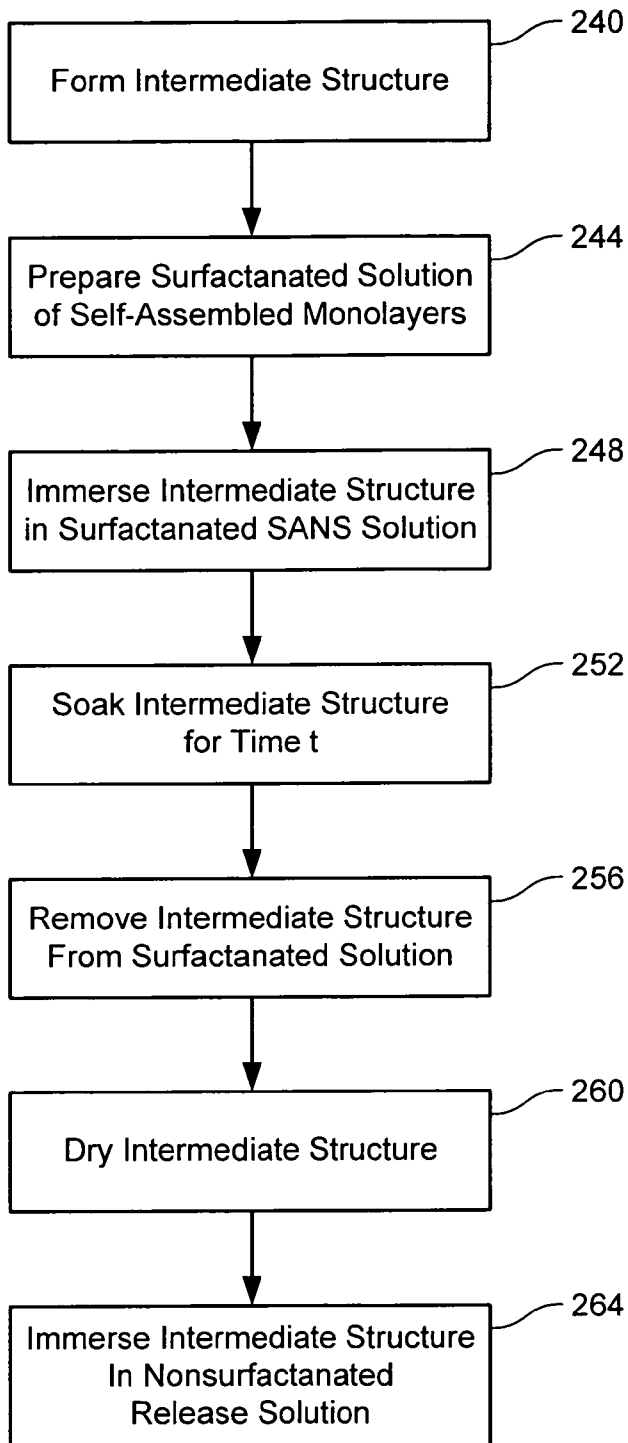 240
Form Intermediate Structure
244
Prepare Surfactanated Solution
of Self-Assembled Monolayers
248
Immerse Intermediate Structure
in Surfactanated SANS Solution
252
Soak Intermediate Structure
for Time t
256
Remove Intermediate Structure
From Surfactanated Solution
260
Dry Intermediate Structure
264
Immerse Intermediate Structure
In Nonsurfactanated
Release Solution